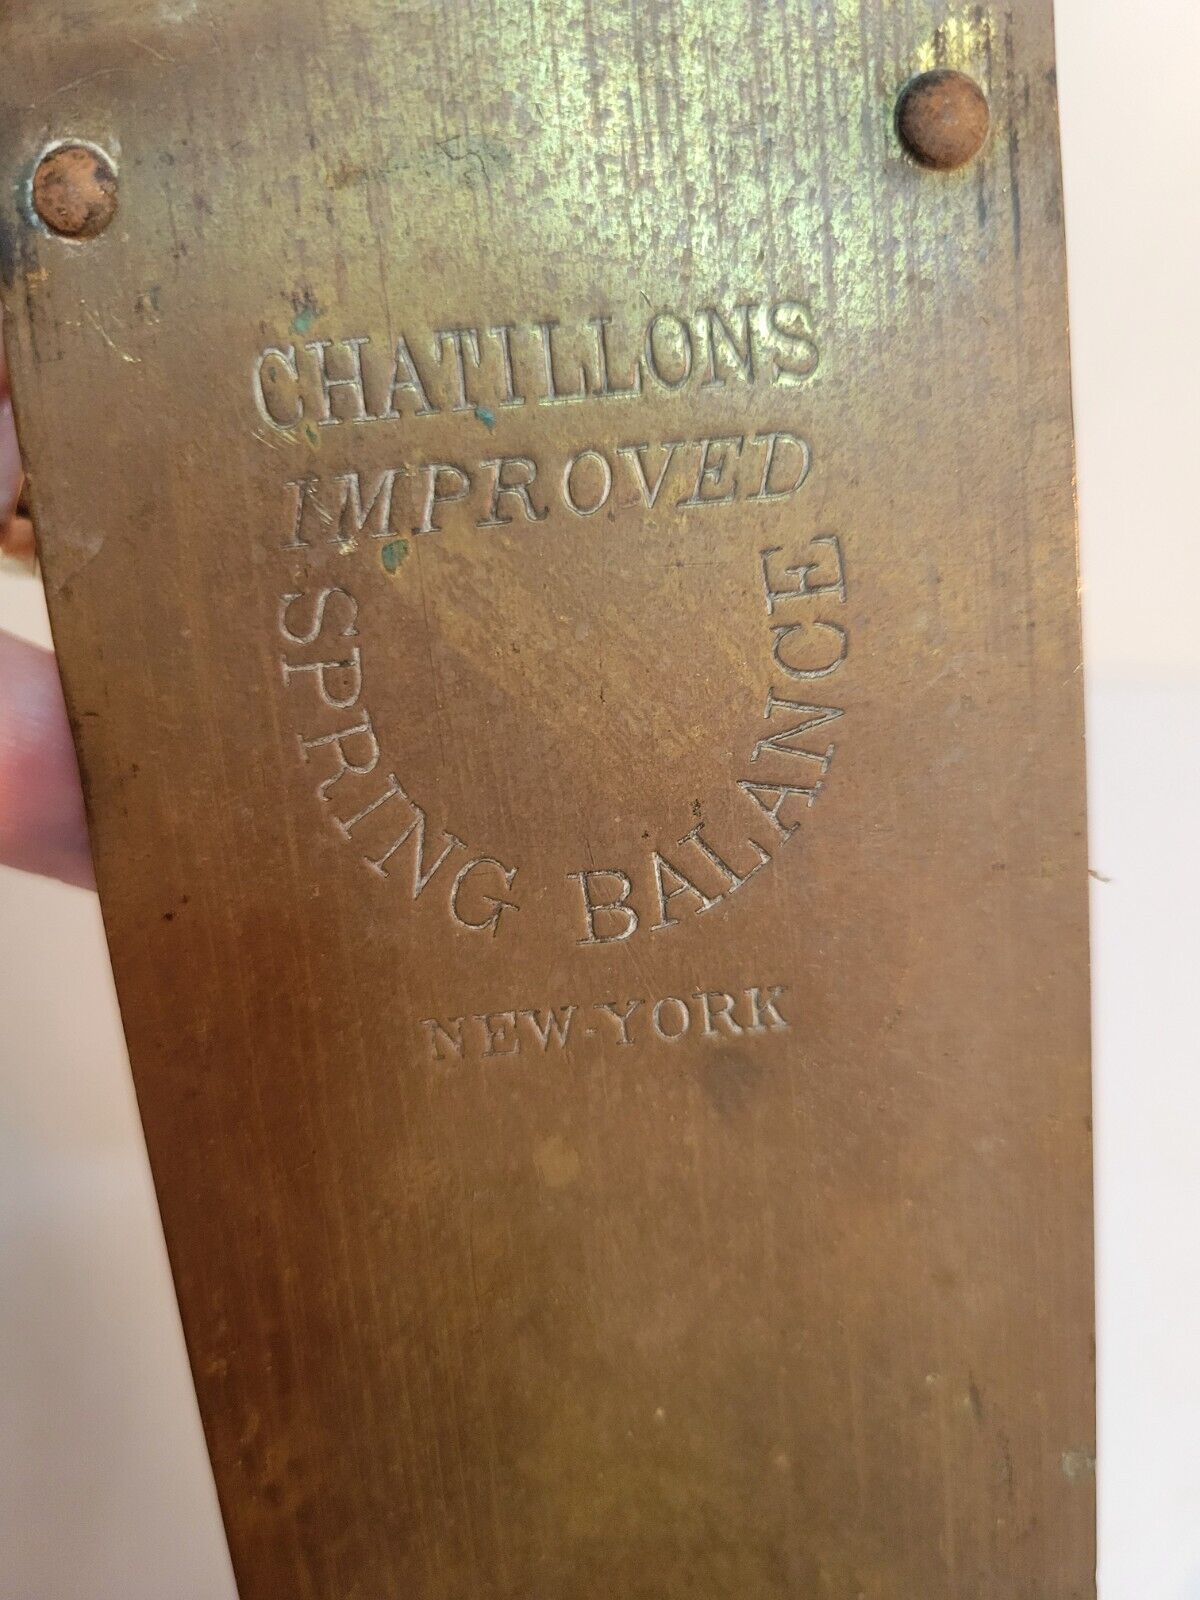 CHATILLONS
IMPROVED
SPRING BALANCE
NEW-YORK